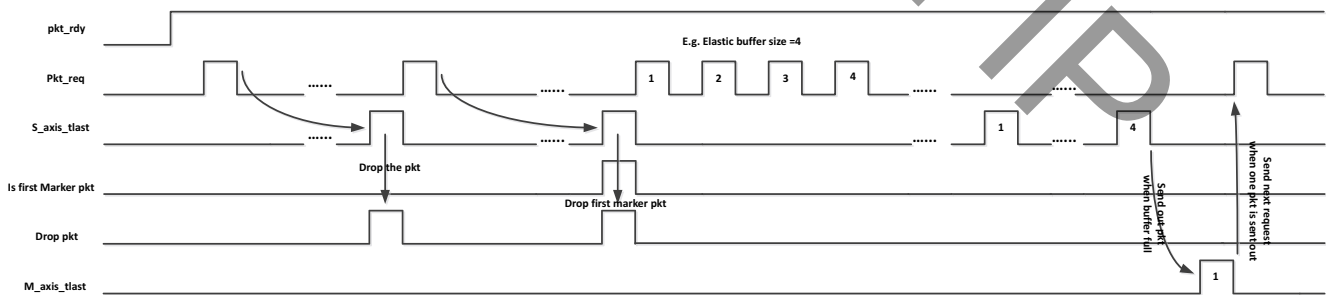 pkt_rdy
E.g. Elastic buffer size =4
Pkt_req
......
......
1
2
3
4
......
......
S_axis_tlast
......
......
......
1
4
Drop the pkt
Is first Marker pkt
Drop first marker pkt
Drop pkt
Send out pkt
when buffer full
Send next request
when one pkt is sent out
M_axis_tlast
1
IP